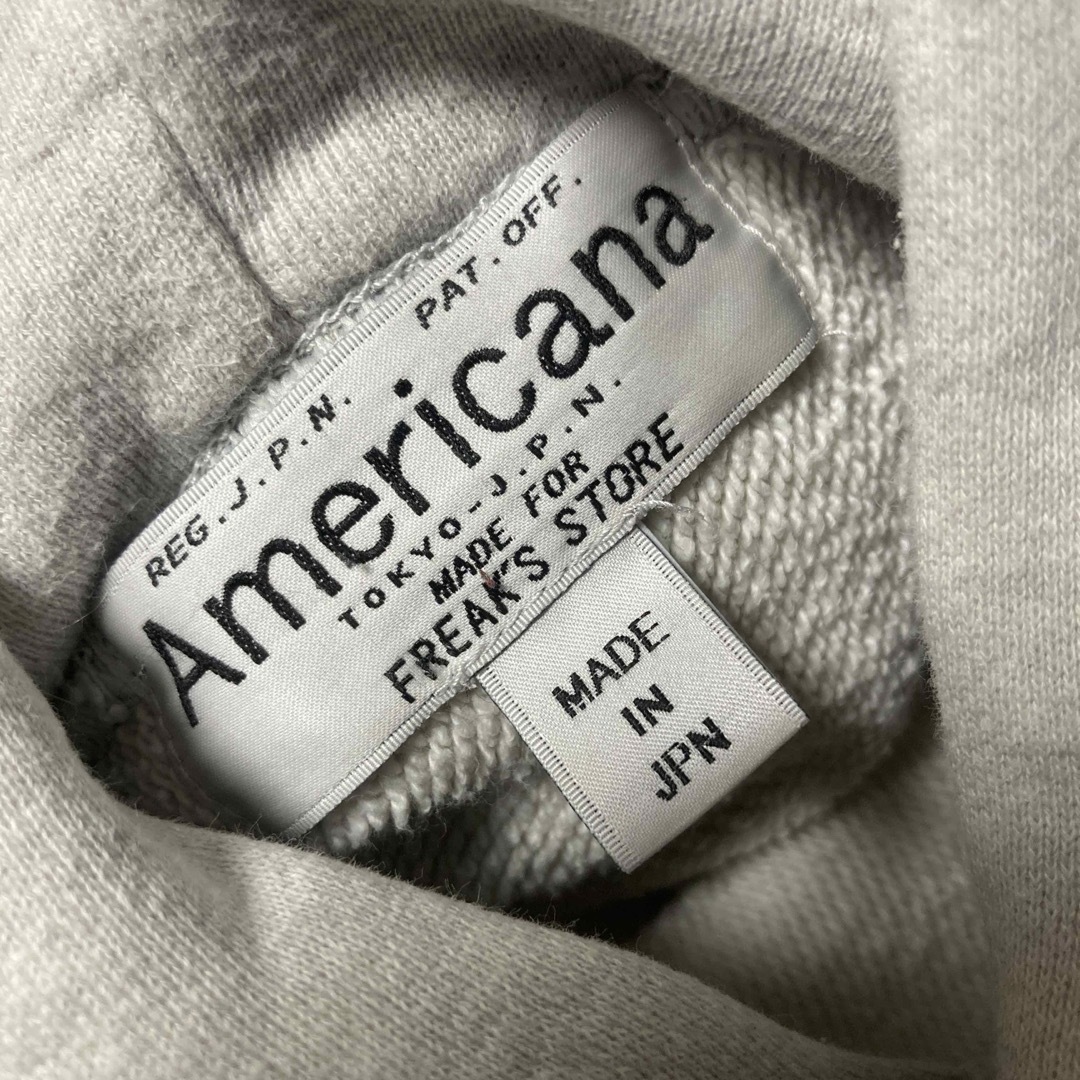 REG.J.P.N. PAT.OFF.
Americana
TOKYO-J.P.N.
MADE FOR
FREAK'S STORE
MADE
IN
JPN